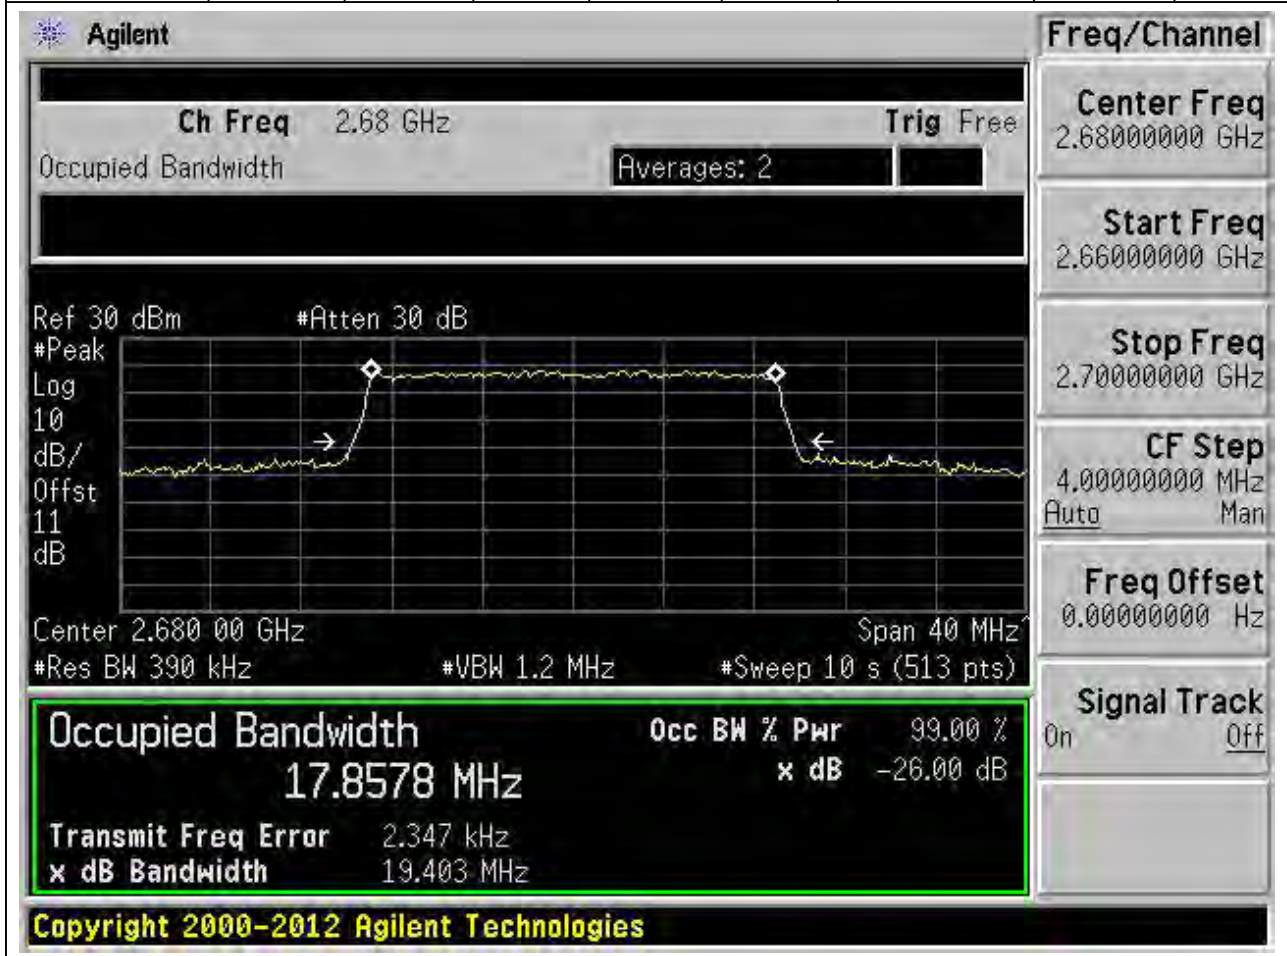 Agilent
Freq/Channel
Ch Freq 2.68 GHz Trig Free
Occupied Bandwidth Averages: 2
Center Freq
2.68000000 GHz
Start Freq
2.66000000 GHz
Stop Freq
2.70000000 GHz
CF Step
4.00000000 MHz
Auto Man
Freq Offset
0.00000000 Hz
Signal Track
On Off
Ref 30 dBm #Atten 30 dB
#Peak
Log
10
dB/
Offst
11
dB
Center 2.680 00 GHz Span 40 MHz^
#Res BW 390 kHz #VBW 1.2 MHz #Sweep 10 s (513 pts)
Occupied Bandwidth Occ BW % Pwr 99.00 %
17.8578 MHz x dB -26.00 dB
Transmit Freq Error 2.347 kHz
x dB Bandwidth 19.403 MHz
Copyright 2000-2012 Agilent Technologies